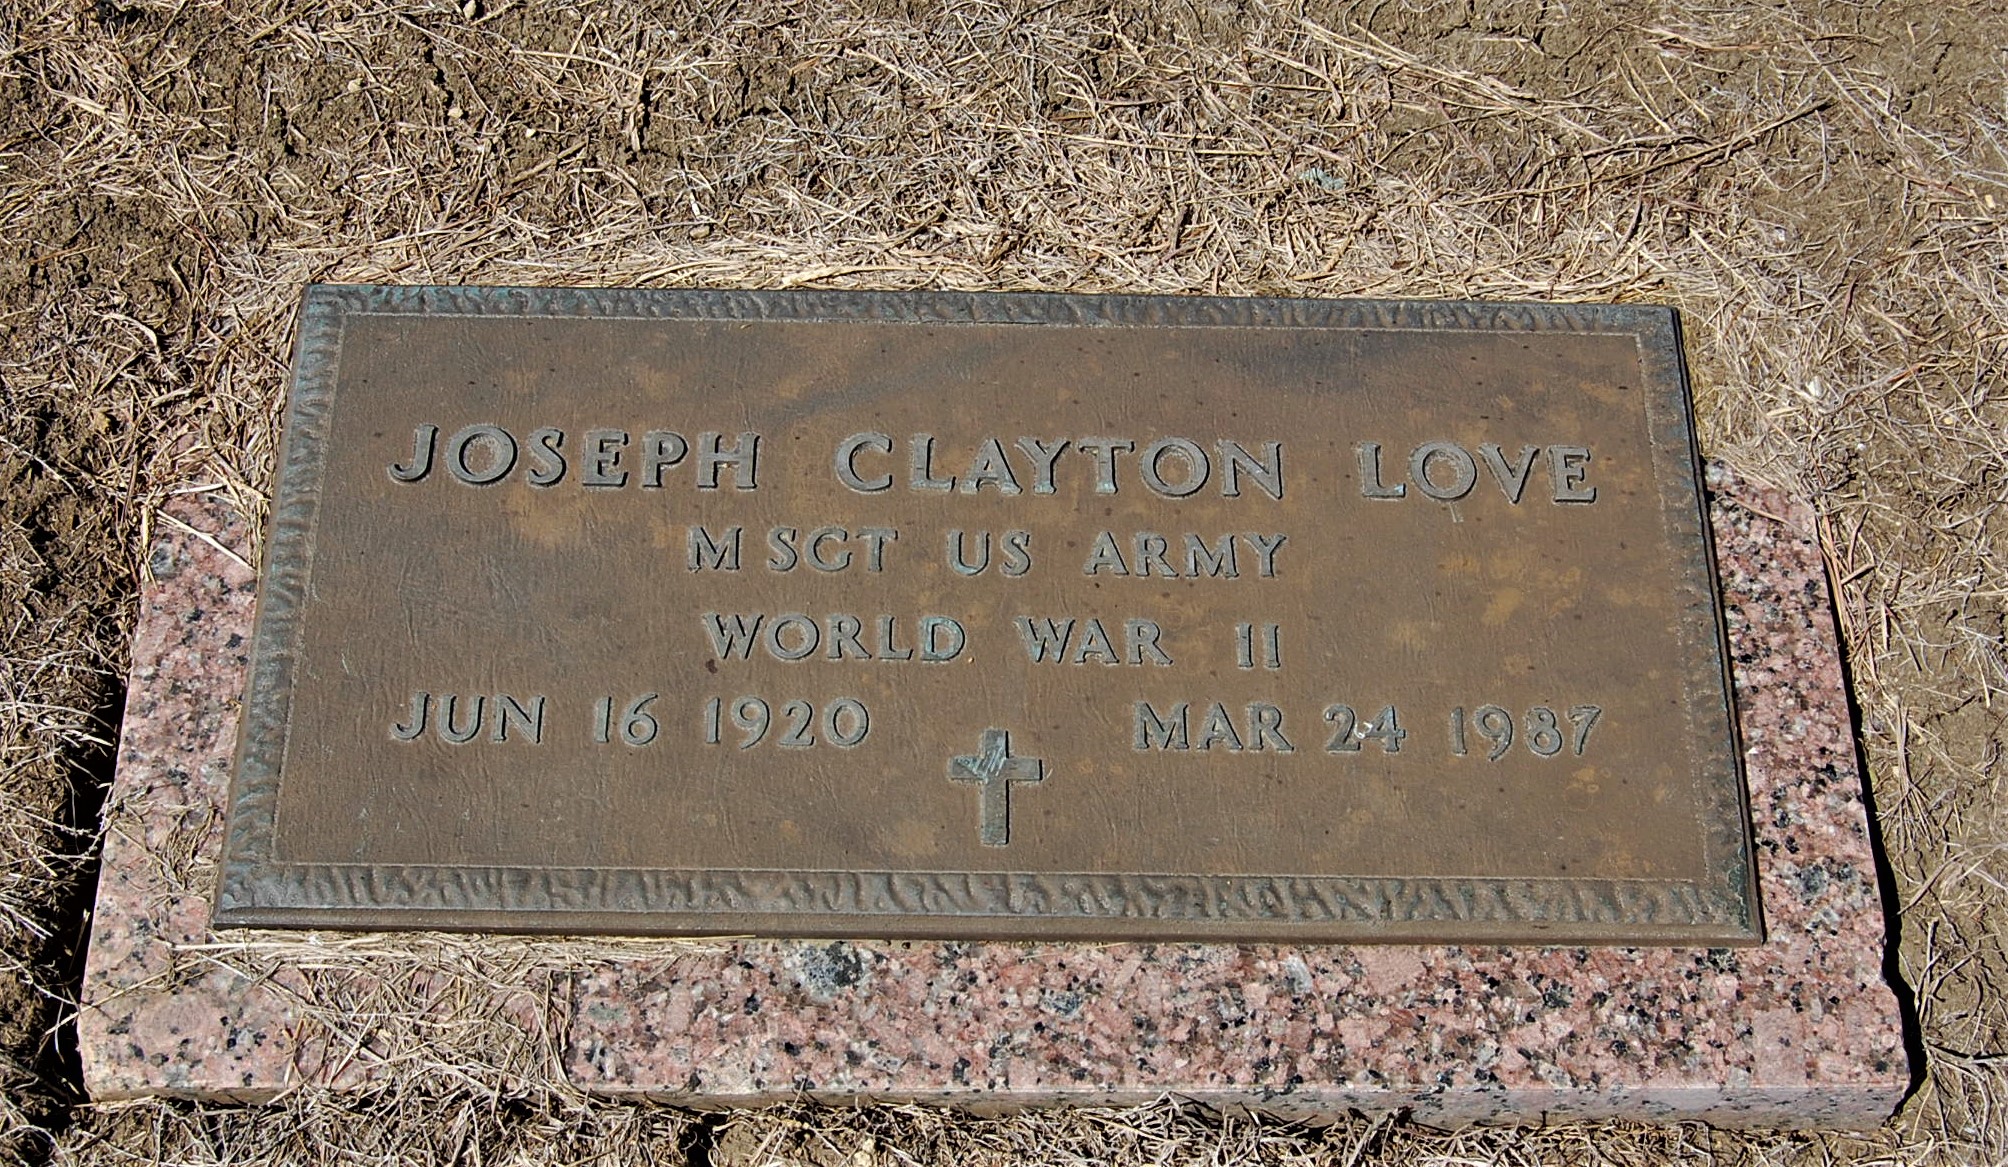 JOSEPH CLAYTON LOVE
M SGT US ARMY
WORLD WAR II
JUN 16 1920 MAR 24 1987